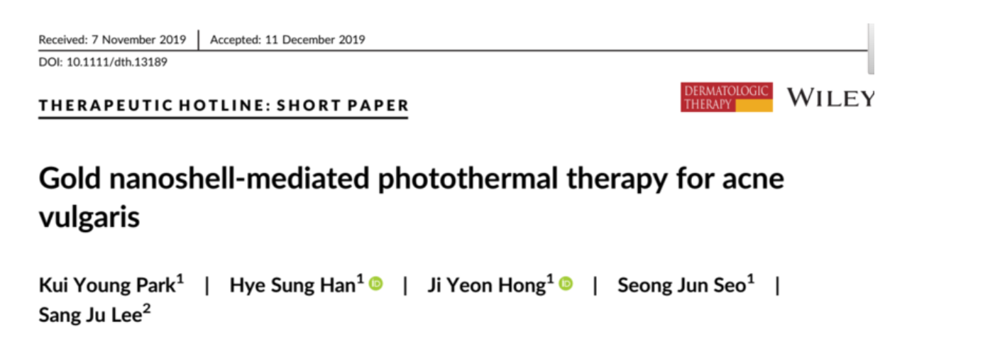 Received: 7 November 2019 | Accepted: 11 December 2019
DOI: 10.1111/dth.13189
THERAPEUTIC HOTLINE: SHORT PAPER
DERMATOLOGIC
THERAPY
WILEY
Gold nanoshell-mediated photothermal therapy for acne
vulgaris
Kui Young Park¹ | Hye Sung Han¹ iD | Ji Yeon Hong¹ iD | Seong Jun Seo¹ |
Sang Ju Lee²